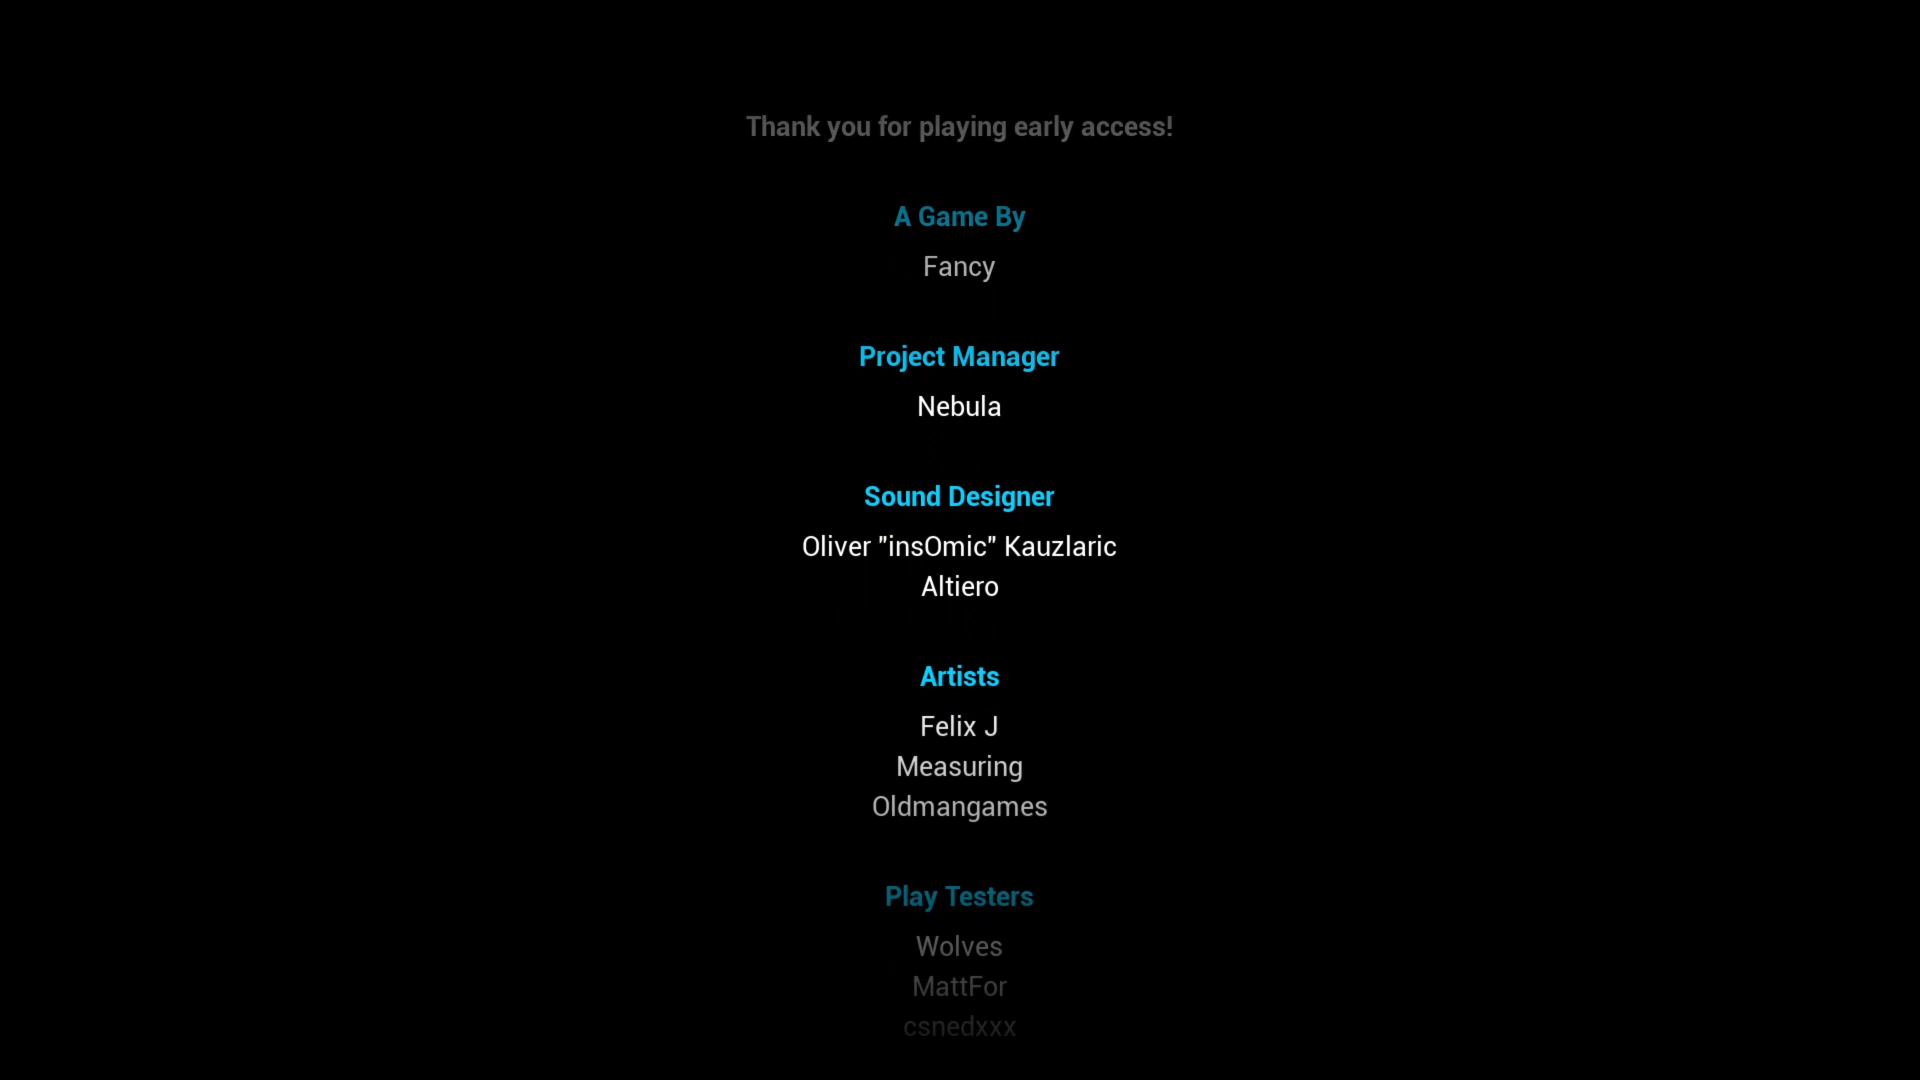 Thank you for playing early access!
A Game By
Fancy
Project Manager
Nebula
Sound Designer
Oliver "insOmic" Kauzlaric
Altiero
Artists
Felix J
Measuring
Oldmangames
Play Testers
Wolves
MattFor
csnedxxx